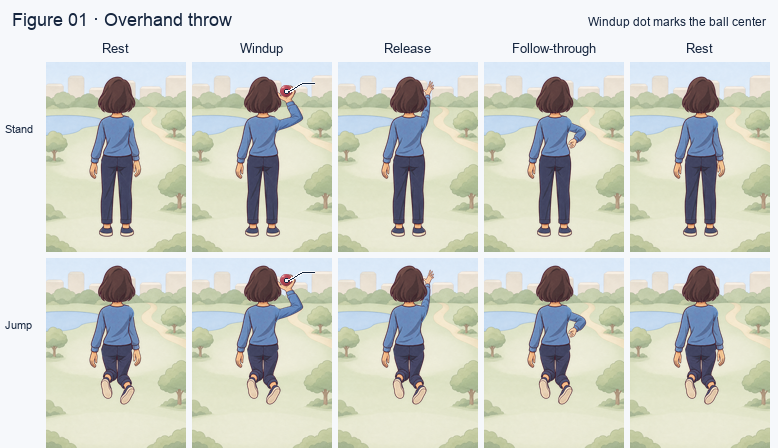 Figure 01 · Overhand throw
Windup dot marks the ball center
Rest Windup Release Follow-through Rest
Stand
Jump